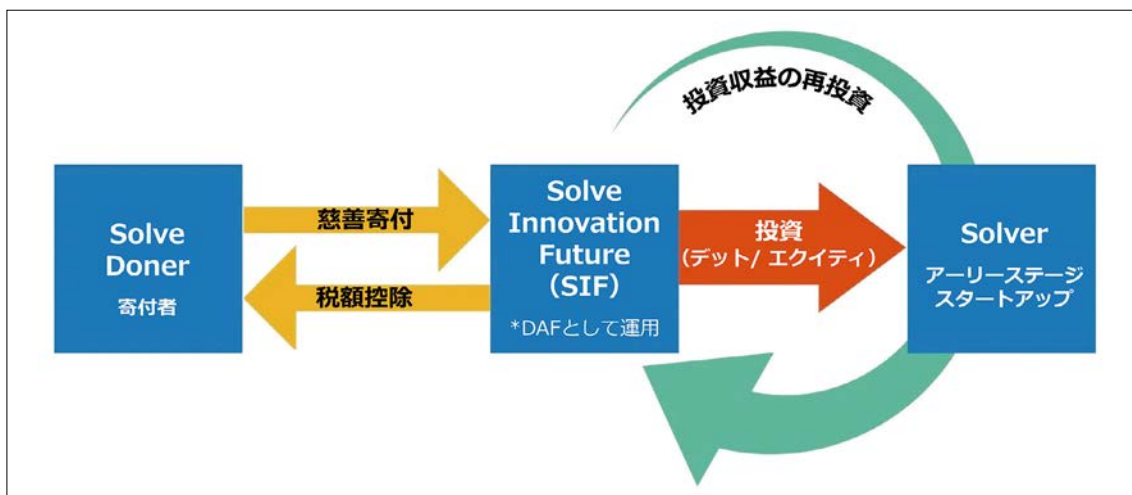 投資収益の再投資
Solve
Doner
寄付者
慈善寄付
税額控除
Solve
Innovation
Future
(SIF)
*DAFとして運用
投資
(デット/ エクイティ)
Solver
アーリーステージ
スタートアップ